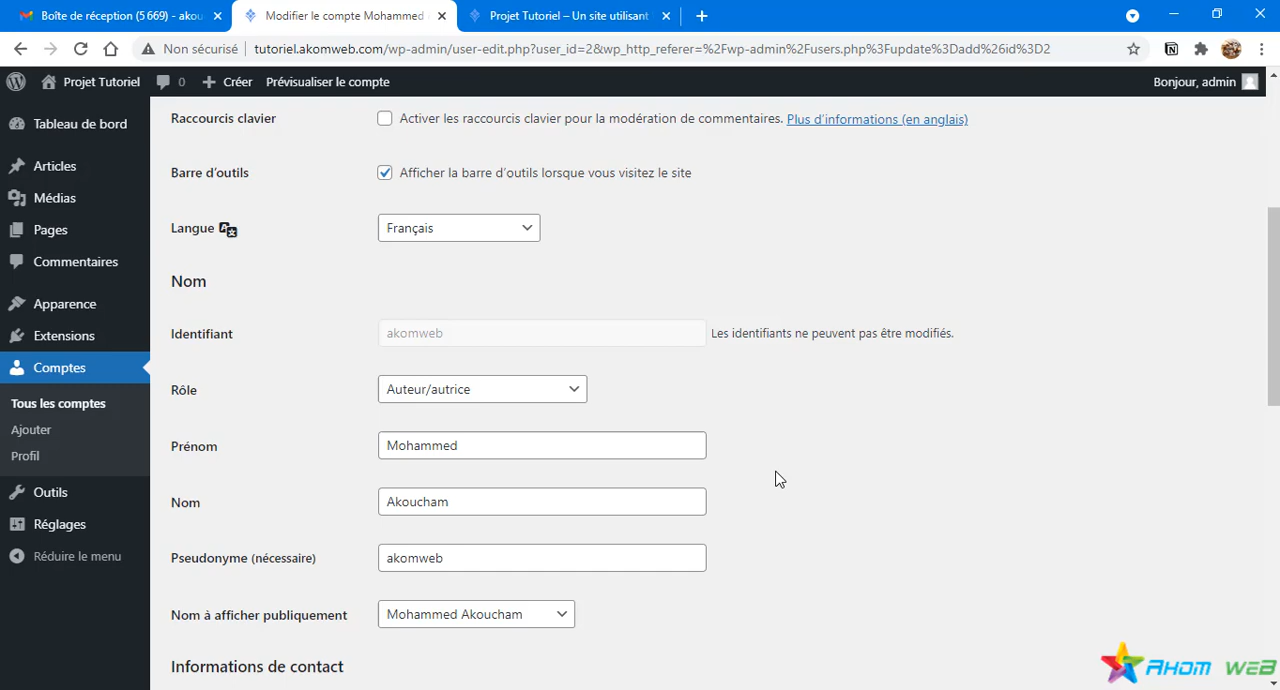 Boîte de réception (5 669) - akou
Modifier le compte Mohammed
Projet Tutoriel – Un site utilisant
Non sécurisé
tutoriel.akomweb.com/wp-admin/user-edit.php?user_id=2&wp_http_referer=%2Fwp-admin%2Fusers.php%3Fupdate%3Dadd%26id%3D2
Projet Tutoriel
0
Créer
Prévisualiser le compte
Bonjour, admin
Tableau de bord
Articles
Médias
Pages
Commentaires
Apparence
Extensions
Comptes
Tous les comptes
Ajouter
Profil
Outils
Réglages
Réduire le menu
Raccourcis clavier
Activer les raccourcis clavier pour la modération de commentaires. Plus d’informations (en anglais)
Barre d’outils
Afficher la barre d’outils lorsque vous visitez le site
Langue
Français
Nom
Identifiant
akomweb
Les identifiants ne peuvent pas être modifiés.
Rôle
Auteur/autrice
Prénom
Mohammed
Nom
Akoucham
Pseudonyme (nécessaire)
akomweb
Nom à afficher publiquement
Mohammed Akoucham
Informations de contact
AKOM WEB